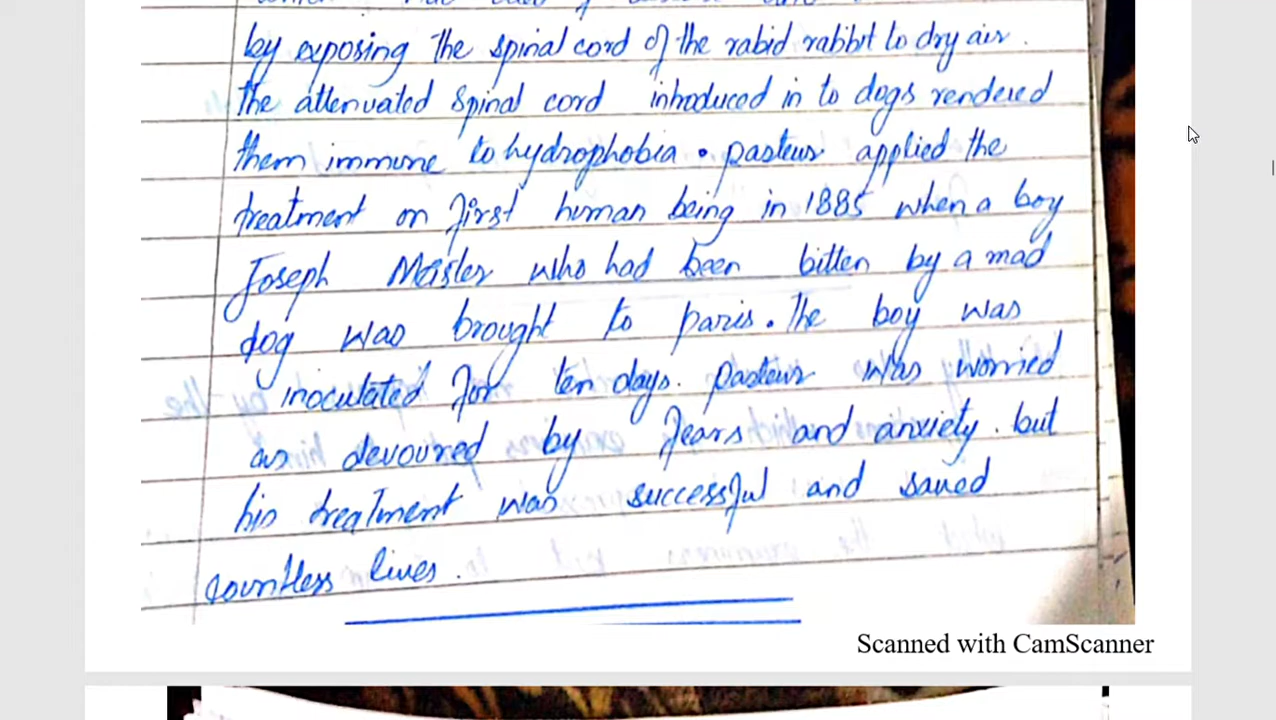 by exposing the spinal cord of the rabid rabbit to dry air.
The attenuated spinal cord introduced in to dogs rendered
them immune to hydrophobia. pasteur applied the
treatment on first human being in 1885 when a boy
Joseph Meister who had been bitten by a mad
dog was brought to paris. The boy was
inoculated for ten days. pasteur was worried
as devoured by fears and anxiety. but
his treatment was successful and saved
countless lives.
Scanned with CamScanner